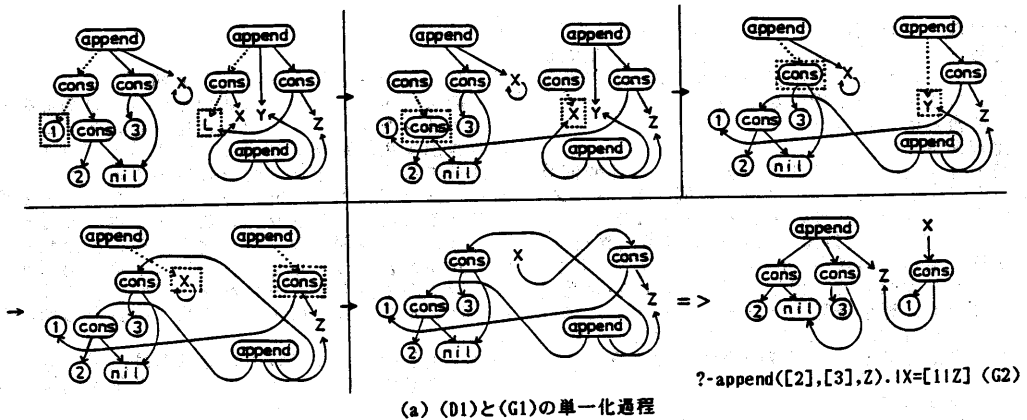 append append
cons cons X cons cons
① cons ③ L X Y Z
append
② nil
append append
cons cons X cons cons
① cons ③ X Y Z
append
② nil
append append
cons X cons
① cons ③ Y Z
append
② nil
append append
cons X cons
① cons ③ Z
append
② nil
cons X cons
① cons ③ Z
append
② nil
=>
append X
cons cons Z cons
② nil ③ ①
?-append([2],[3],Z).|X=[1|Z] (G2)
(a) (D1)と(G1)の単一化過程